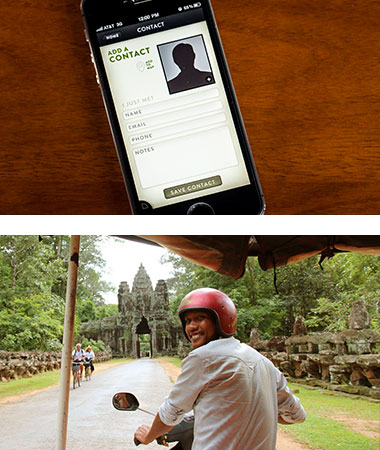 AT&T 3G 12:00 PM 55%
HOME CONTACT
ADD A
CONTACT
ADD
TO
MAP
I JUST MET:
NAME
EMAIL
PHONE
NOTES
SAVE CONTACT